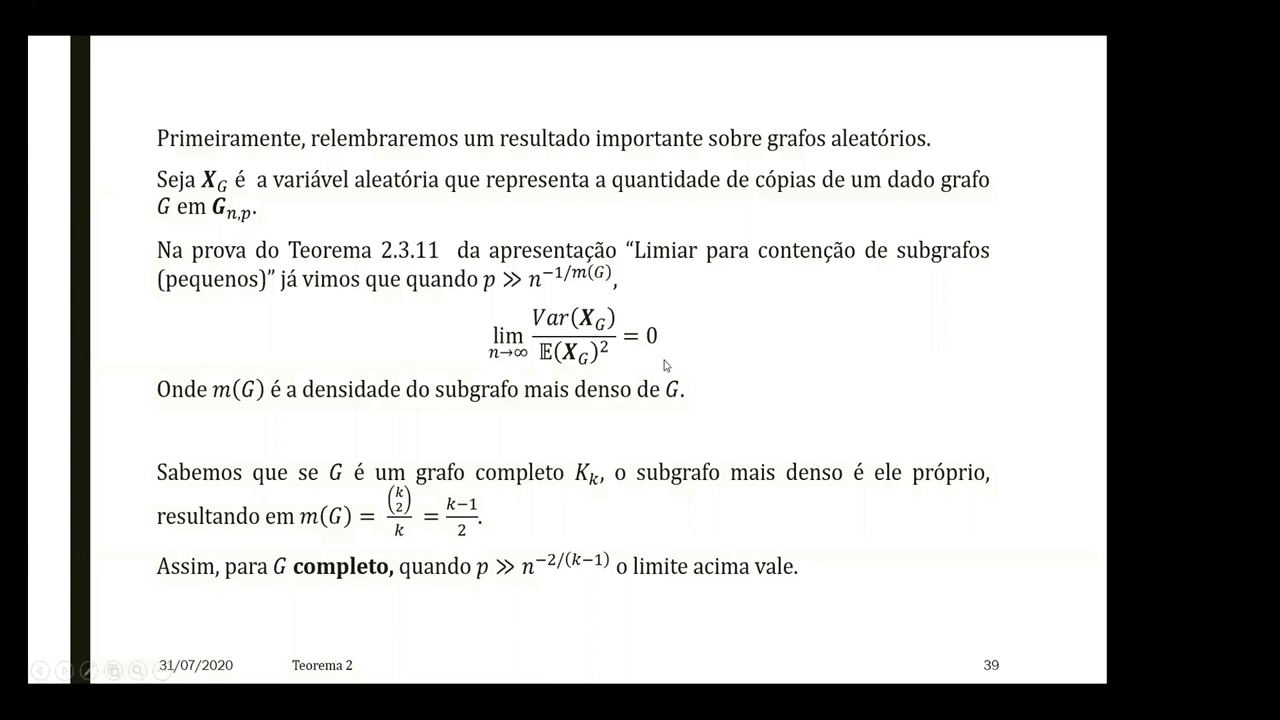 Primeiramente, relembraremos um resultado importante sobre grafos aleatórios.
Seja X_G é a variável aleatória que representa a quantidade de cópias de um dado grafo
G em G_{n,p}.
Na prova do Teorema 2.3.11 da apresentação “Limiar para contenção de subgrafos
(pequenos)” já vimos que quando p ≫ n^{−1/m(G)},
lim_{n→∞} Var(X_G) / 𝔼(X_G)^2 = 0
Onde m(G) é a densidade do subgrafo mais denso de G.
Sabemos que se G é um grafo completo K_k, o subgrafo mais denso é ele próprio,
resultando em m(G) = \binom{k}{2} / k = (k−1)/2.
Assim, para G completo, quando p ≫ n^{−2/(k−1)} o limite acima vale.
31/07/2020 Teorema 2 39